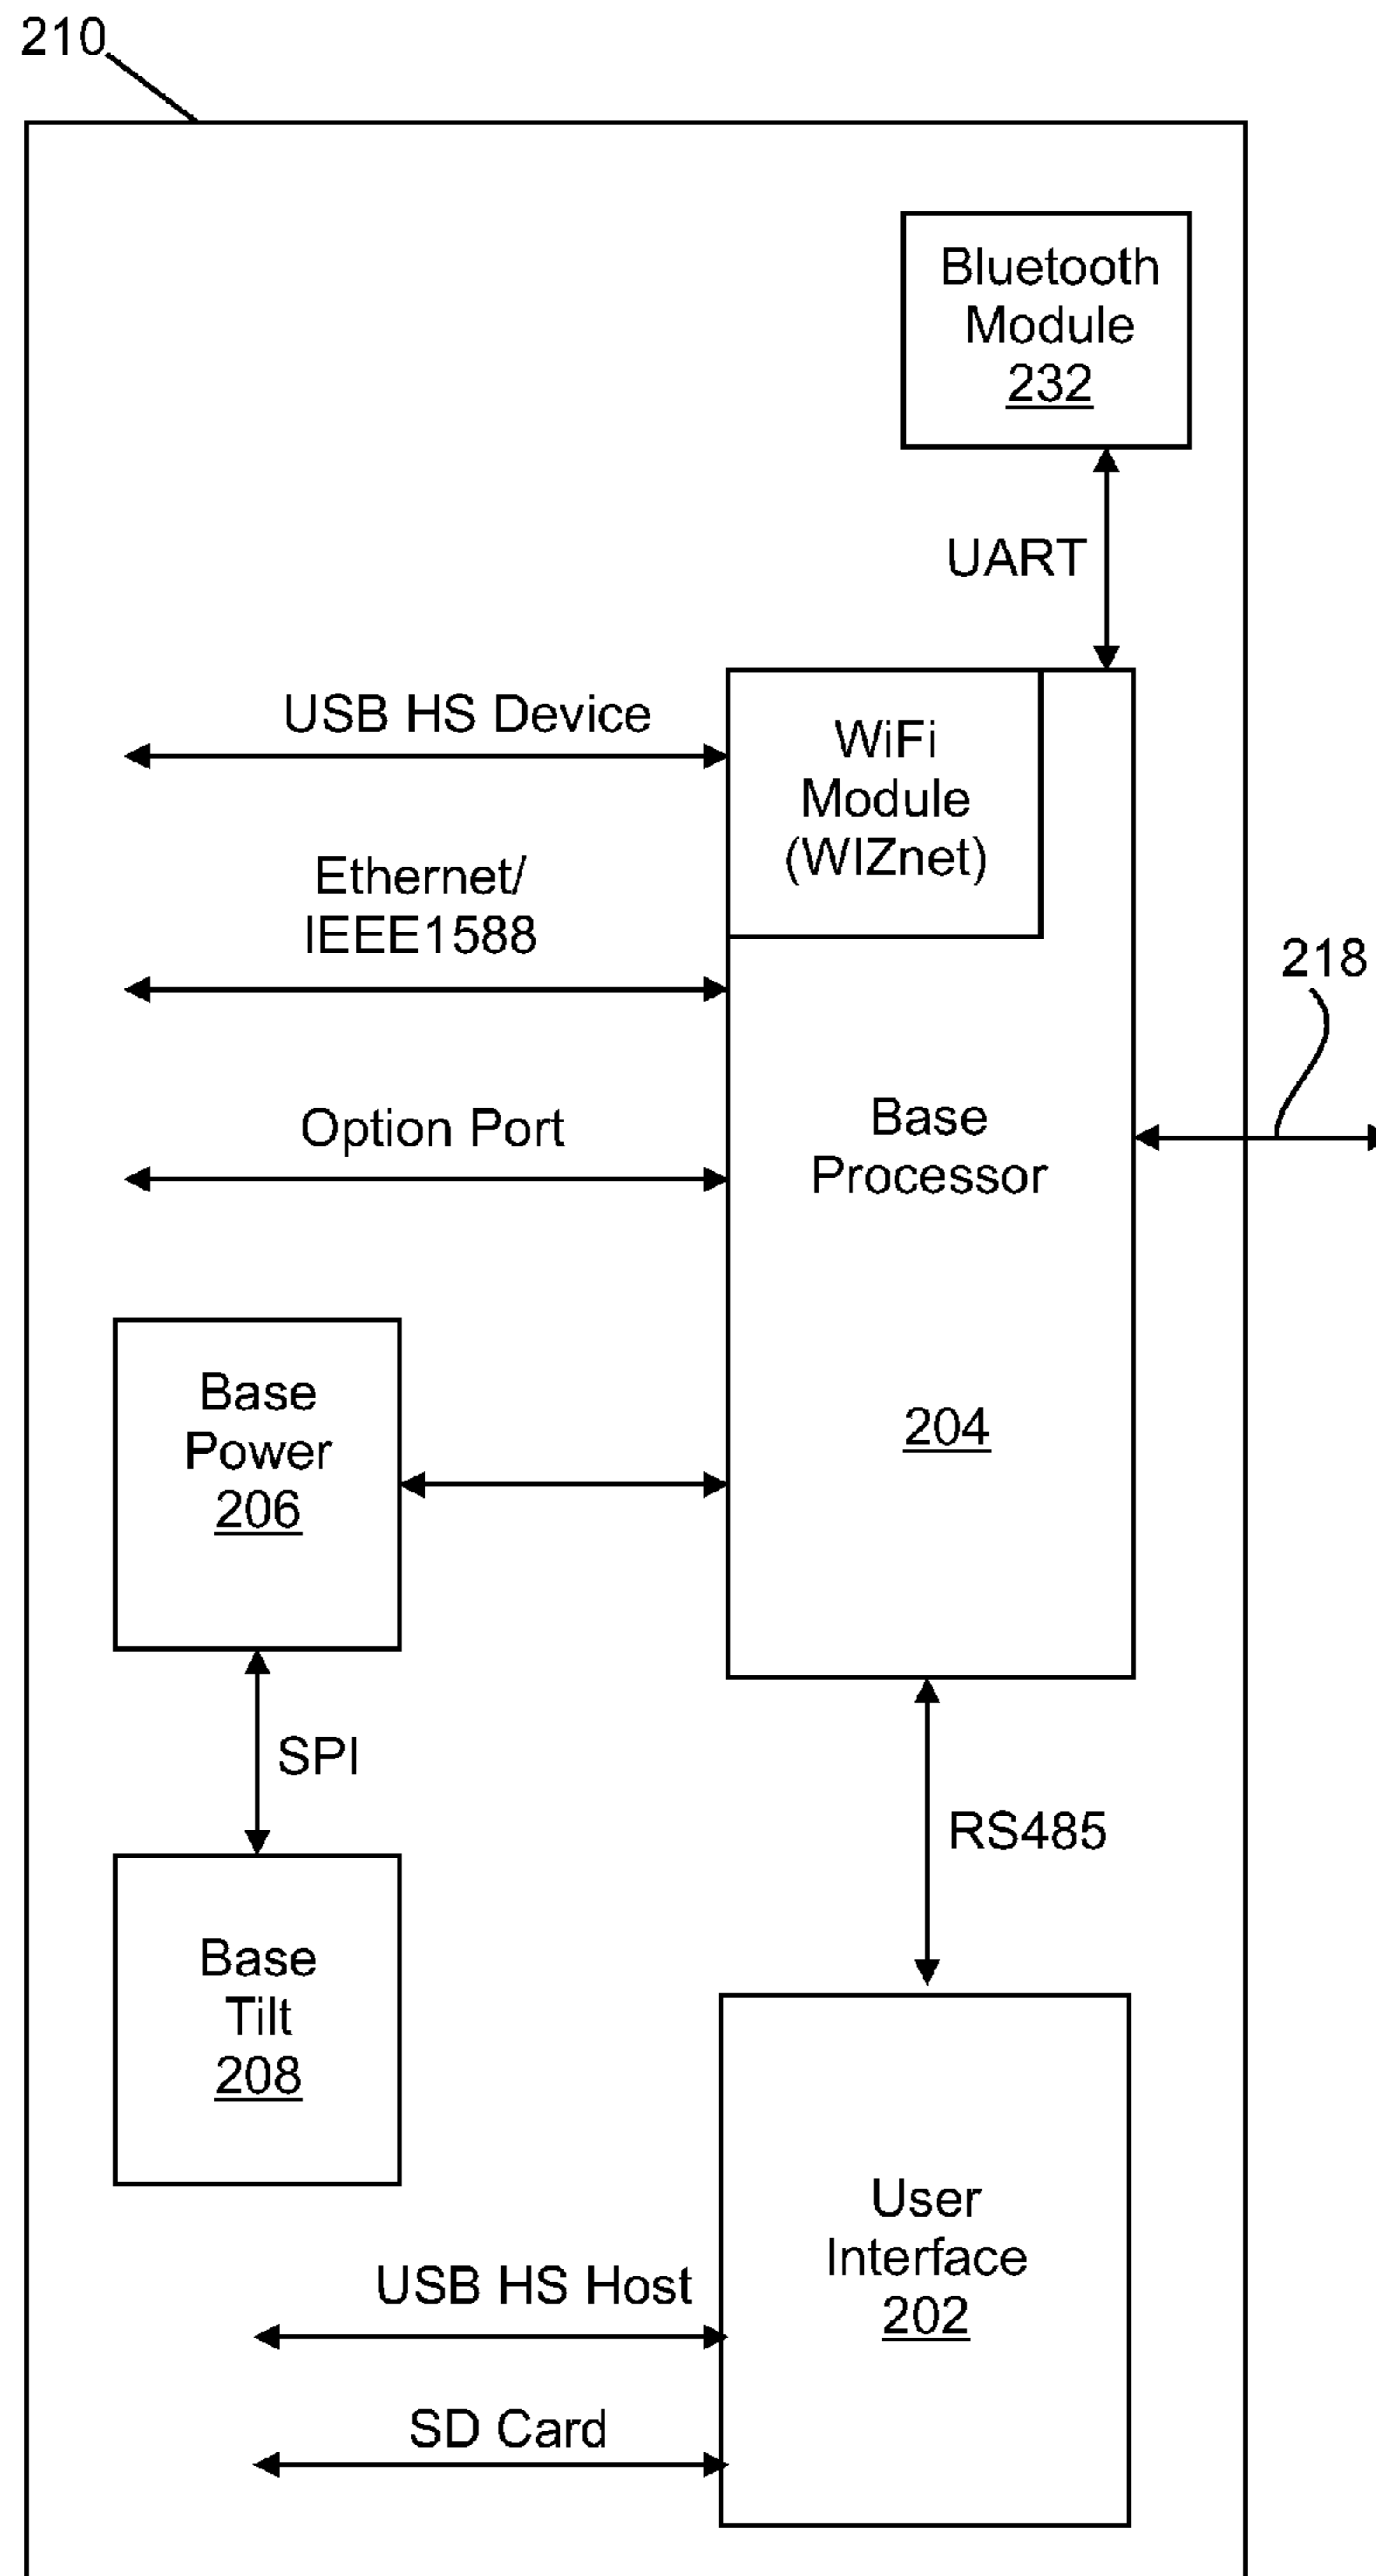 210
Bluetooth
Module
232
UART
USB HS Device
WiFi
Module
(WIZnet)
Ethernet/
IEEE1588
218
Option Port
Base
Processor
204
Base
Power
206
SPI
RS485
Base
Tilt
208
User
Interface
202
USB HS Host
SD Card